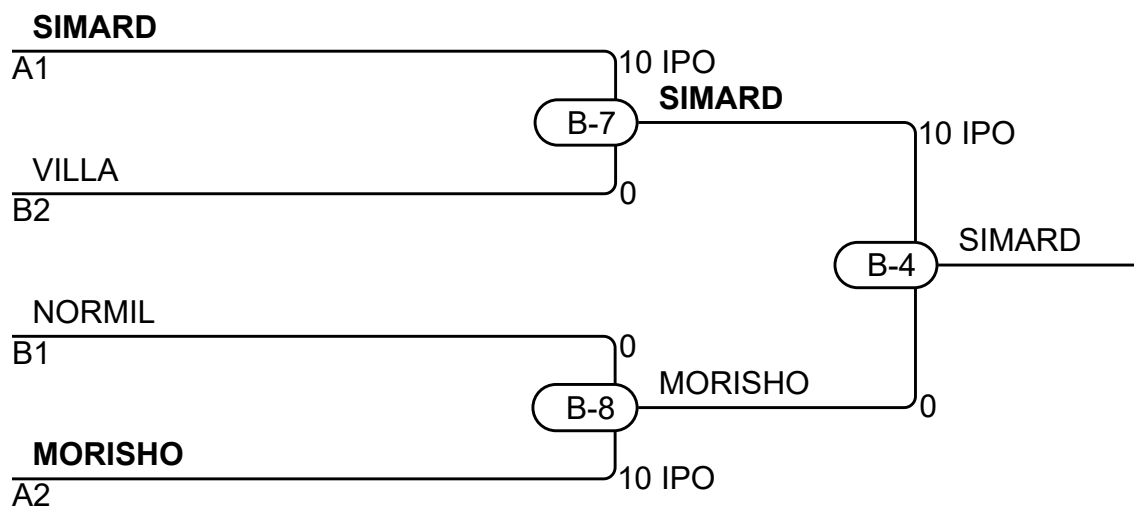 SIMARD
A1
10 IPO
SIMARD
B-7
10 IPO
VILLA
B2
0
SIMARD
B-4
NORMIL
B1
0
MORISHO
B-8
0
MORISHO
A2
10 IPO